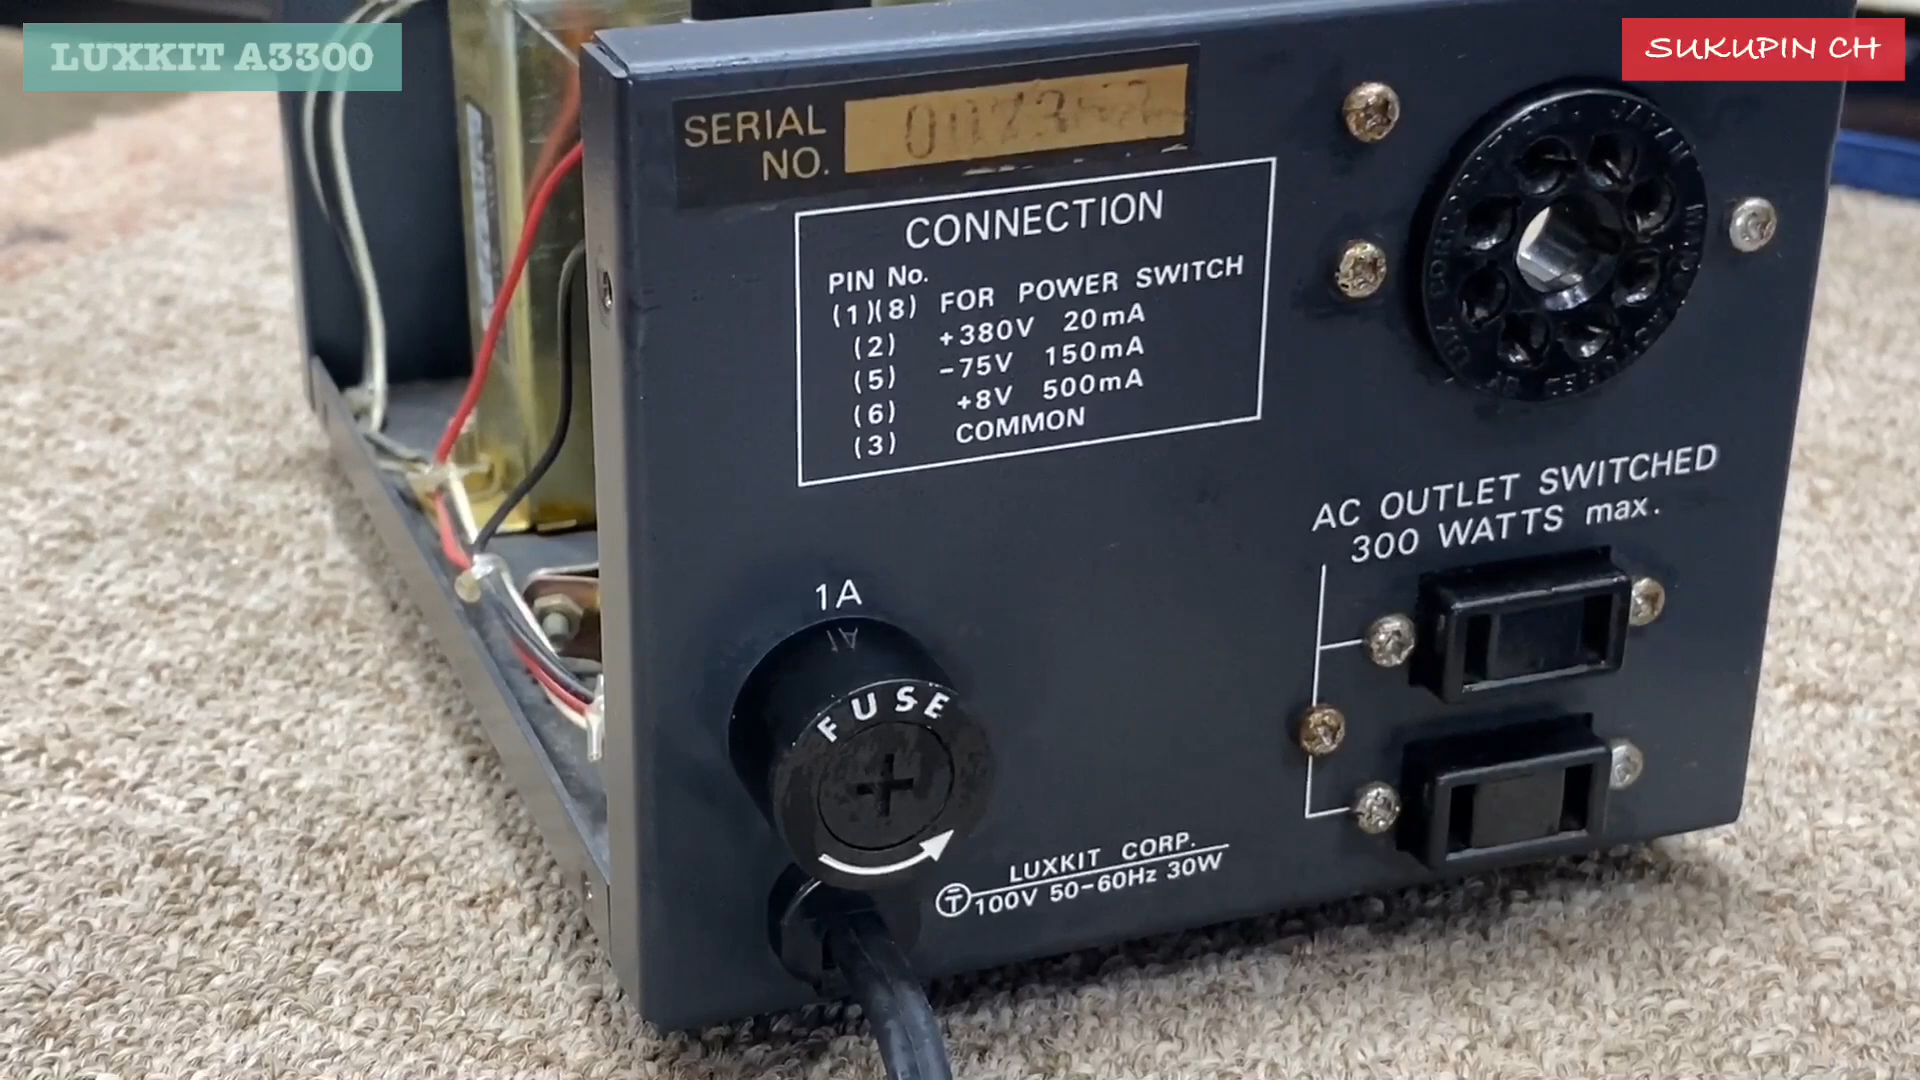 LUXKIT A3300
SUKUPIN CH
SERIAL
NO.
CONNECTION
PIN No.
(1)(8) FOR POWER SWITCH
(2) +380V 20mA
(5) -75V 150mA
(6) +8V 500mA
(3) COMMON
AC OUTLET SWITCHED
300 WATTS max.
1A
FUSE
LUXKIT CORP.
T 100V 50-60Hz 30W